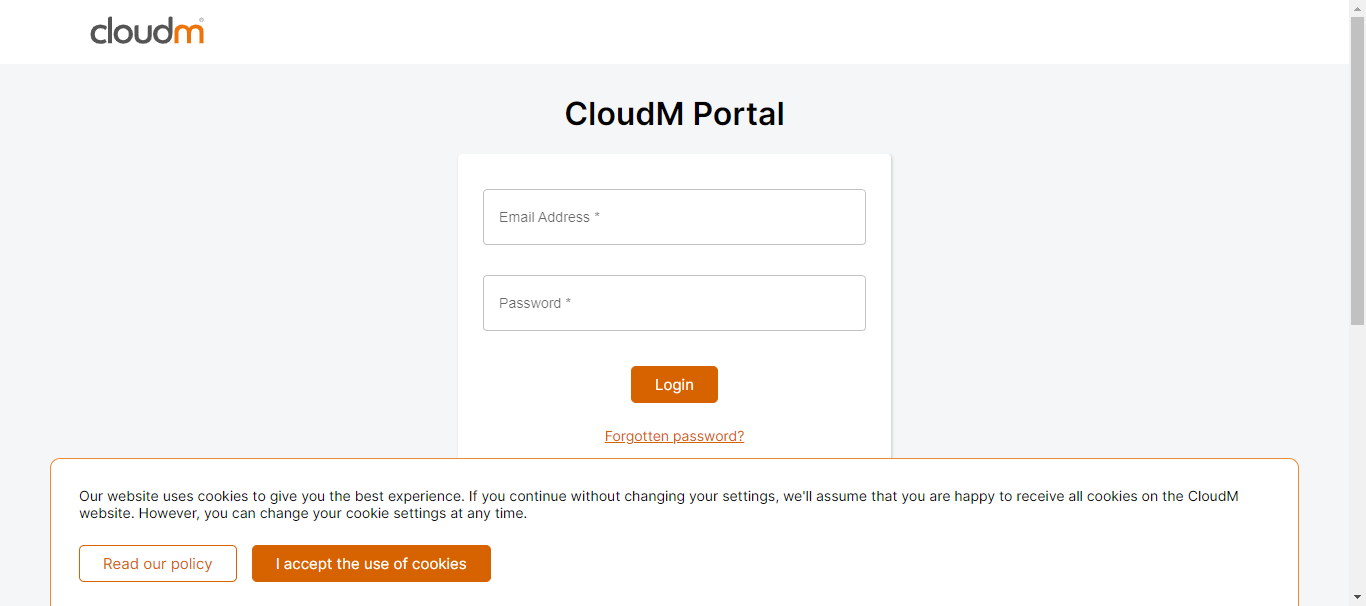 cloudm®
CloudM Portal
Email Address *
Password *
Login
Forgotten password?
Our website uses cookies to give you the best experience. If you continue without changing your settings, we'll assume that you are happy to receive all cookies on the CloudM
website. However, you can change your cookie settings at any time.
Read our policy
I accept the use of cookies